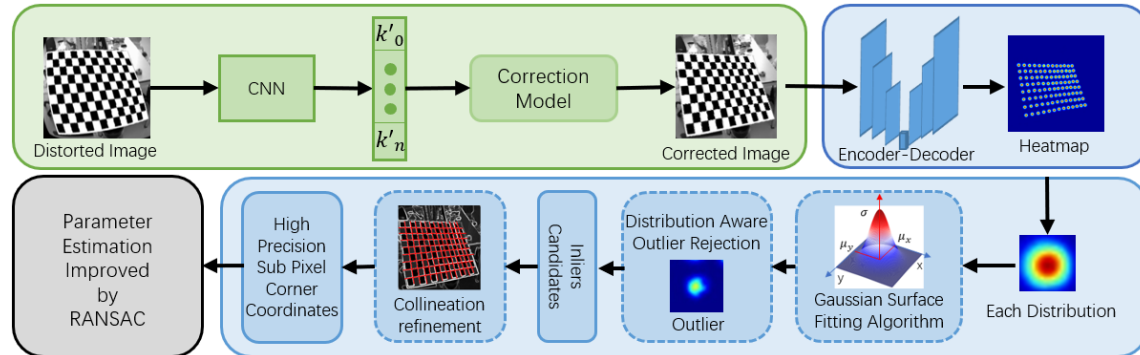 Distorted Image
CNN
k'₀
k'ₙ
Correction
Model
Corrected Image
Encoder-Decoder
Heatmap
Parameter
Estimation
Improved
by
RANSAC
High
Precision
Sub Pixel
Corner
Coordinates
Collineation
refinement
Inliers
Candidates
Distribution Aware
Outlier Rejection
Outlier
σ
μy
μx
y
x
Gaussian Surface
Fitting Algorithm
Each Distribution